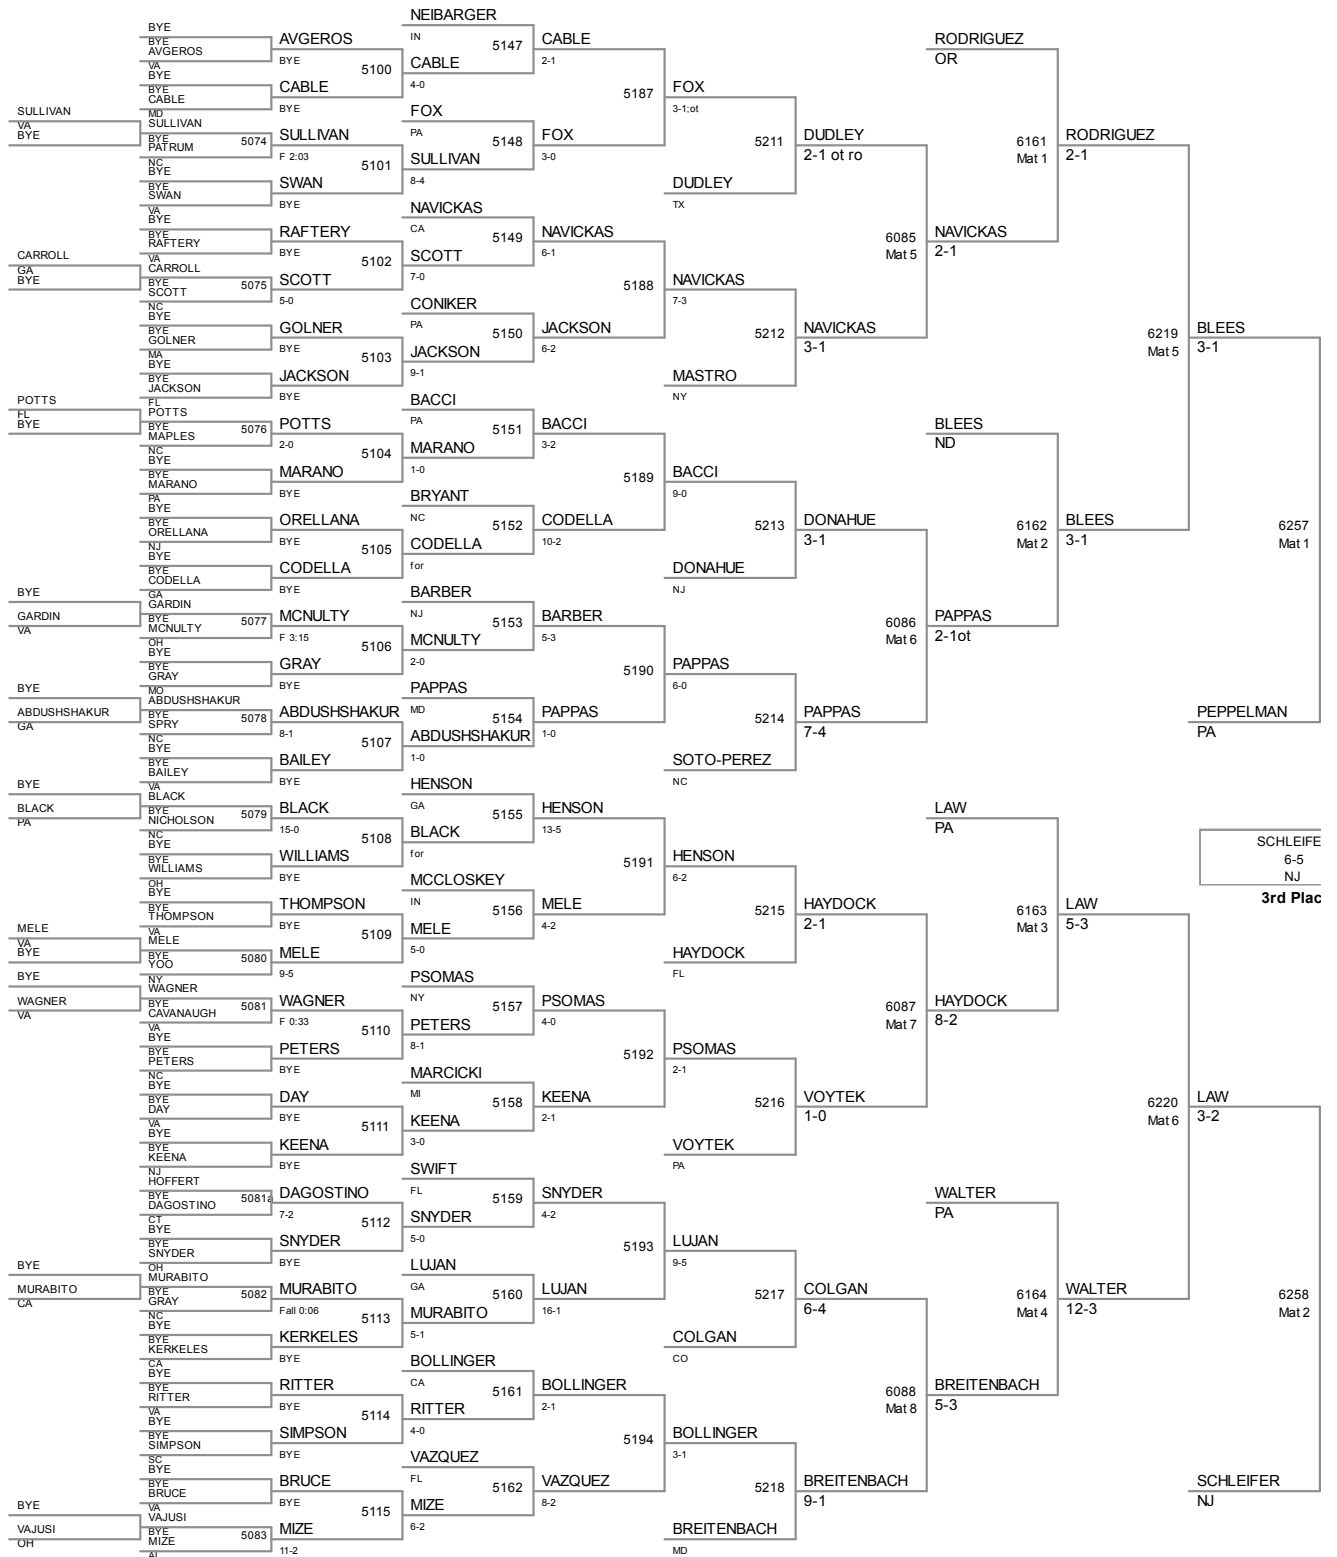 SULLIVAN
VA
BYE
CARROLL
GA
BYE
POTTS
FL
BYE
BYE
GARDIN
VA
BYE
ABDUSHSHAKUR
GA
BYE
BLACK
PA
MELE
VA
BYE
BYE
WAGNER
VA
BYE
MURABITO
CA
BYE
VAJUSI
OH
BYE
BYE
AVGEROS
VA
BYE
BYE
CABLE
MD
SULLIVAN
BYE
5074
PATRUM
NC
BYE
BYE
SWAN
VA
BYE
BYE
RAFTERY
VA
CARROLL
BYE
5075
SCOTT
NC
BYE
BYE
GOLNER
MA
BYE
BYE
JACKSON
FL
POTTS
BYE
5076
MAPLES
NC
BYE
BYE
MARANO
PA
BYE
BYE
ORELLANA
NJ
BYE
BYE
CODELLA
GA
GARDIN
BYE
5077
MCNULTY
OH
BYE
BYE
GRAY
MO
ABDUSHSHAKUR
BYE
5078
SPRY
NC
BYE
BYE
BAILEY
VA
BLACK
BYE
5079
NICHOLSON
NC
BYE
BYE
WILLIAMS
OH
BYE
BYE
THOMPSON
VA
MELE
BYE
5080
YOO
NY
WAGNER
BYE
5081
CAVANAUGH
VA
BYE
BYE
PETERS
NC
BYE
BYE
DAY
VA
BYE
BYE
KEENA
NJ
HOFFERT
BYE
5081a
DAGOSTINO
CT
BYE
BYE
SNYDER
OH
MURABITO
BYE
5082
GRAY
NC
BYE
BYE
KERKELES
CA
BYE
BYE
RITTER
VA
BYE
BYE
SIMPSON
SC
BYE
BYE
BRUCE
VA
VAJUSI
BYE
5083
MIZE
AVGEROS
BYE
5100
CABLE
BYE
SULLIVAN
F 2:03
5101
SWAN
BYE
RAFTERY
BYE
5102
SCOTT
5-0
GOLNER
BYE
5103
JACKSON
BYE
POTTS
2-0
5104
MARANO
BYE
ORELLANA
BYE
5105
CODELLA
BYE
MCNULTY
F 3:15
5106
GRAY
BYE
ABDUSHSHAKUR
8-1
5107
BAILEY
BYE
BLACK
15-0
5108
WILLIAMS
BYE
THOMPSON
BYE
5109
MELE
9-5
WAGNER
F 0:33
5110
PETERS
BYE
DAY
BYE
5111
KEENA
BYE
DAGOSTINO
7-2
5112
SNYDER
BYE
MURABITO
Fall 0:06
5113
KERKELES
BYE
RITTER
BYE
5114
SIMPSON
BYE
BRUCE
BYE
5115
MIZE
11-2
NEIBARGER
IN
5147
CABLE
4-0
FOX
PA
5148
SULLIVAN
8-4
NAVICKAS
CA
5149
SCOTT
7-0
CONIKER
PA
5150
JACKSON
9-1
BACCI
PA
5151
MARANO
1-0
BRYANT
NC
5152
CODELLA
for
BARBER
NJ
5153
MCNULTY
2-0
PAPPAS
MD
5154
ABDUSHSHAKUR
1-0
HENSON
GA
5155
BLACK
for
MCCLOSKEY
IN
5156
MELE
5-0
PSOMAS
NY
5157
PETERS
8-1
MARCICKI
MI
5158
KEENA
3-0
SWIFT
FL
5159
SNYDER
5-0
LUJAN
GA
5160
MURABITO
5-1
BOLLINGER
CA
5161
RITTER
4-0
VAZQUEZ
FL
5162
MIZE
6-2
CABLE
2-1
5187
FOX
3-0
NAVICKAS
6-1
5188
JACKSON
6-2
BACCI
3-2
5189
CODELLA
10-2
BARBER
5-3
5190
PAPPAS
1-0
HENSON
13-5
5191
MELE
4-2
PSOMAS
4-0
5192
KEENA
2-1
SNYDER
4-2
5193
LUJAN
16-1
BOLLINGER
2-1
5194
VAZQUEZ
8-2
FOX
3-1;ot
5211
DUDLEY
TX
NAVICKAS
7-3
5212
MASTRO
NY
BACCI
9-0
5213
DONAHUE
NJ
PAPPAS
6-0
5214
SOTO-PEREZ
NC
HENSON
6-2
5215
HAYDOCK
FL
PSOMAS
2-1
5216
VOYTEK
PA
LUJAN
9-5
5217
COLGAN
CO
BOLLINGER
3-1
5218
BREITENBACH
MD
DUDLEY
2-1 ot ro
6085
Mat 5
NAVICKAS
3-1
DONAHUE
3-1
6086
Mat 6
PAPPAS
7-4
HAYDOCK
2-1
6087
Mat 7
VOYTEK
1-0
COLGAN
6-4
6088
Mat 8
BREITENBACH
9-1
RODRIGUEZ
OR
6161
Mat 1
NAVICKAS
2-1
BLEES
ND
6162
Mat 2
PAPPAS
2-1ot
LAW
PA
6163
Mat 3
HAYDOCK
8-2
WALTER
PA
6164
Mat 4
BREITENBACH
5-3
RODRIGUEZ
2-1
6219
Mat 5
BLEES
3-1
LAW
5-3
6220
Mat 6
WALTER
12-3
BLEES
3-1
6257
Mat 1
PEPPELMAN
PA
SCHLEIFE
6-5
NJ
3rd Plac
LAW
3-2
6258
Mat 2
SCHLEIFER
NJ